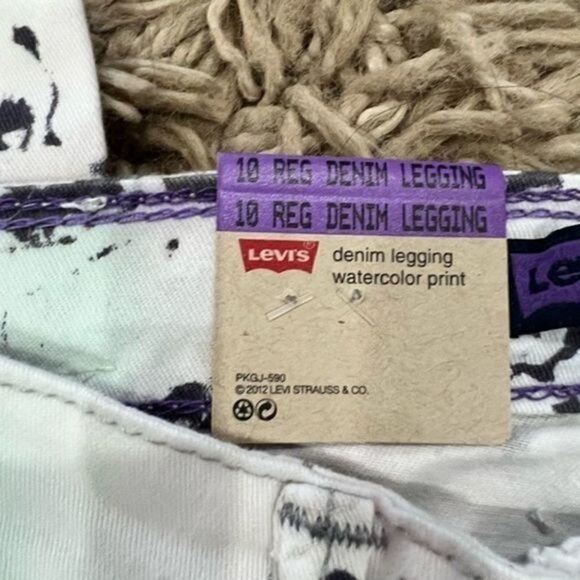 10 REG DENIM LEGGING
10 REG DENIM LEGGING
LEVI'S ®
denim legging
watercolor print
PKGJ-590
© 2012 LEVI STRAUSS & CO.